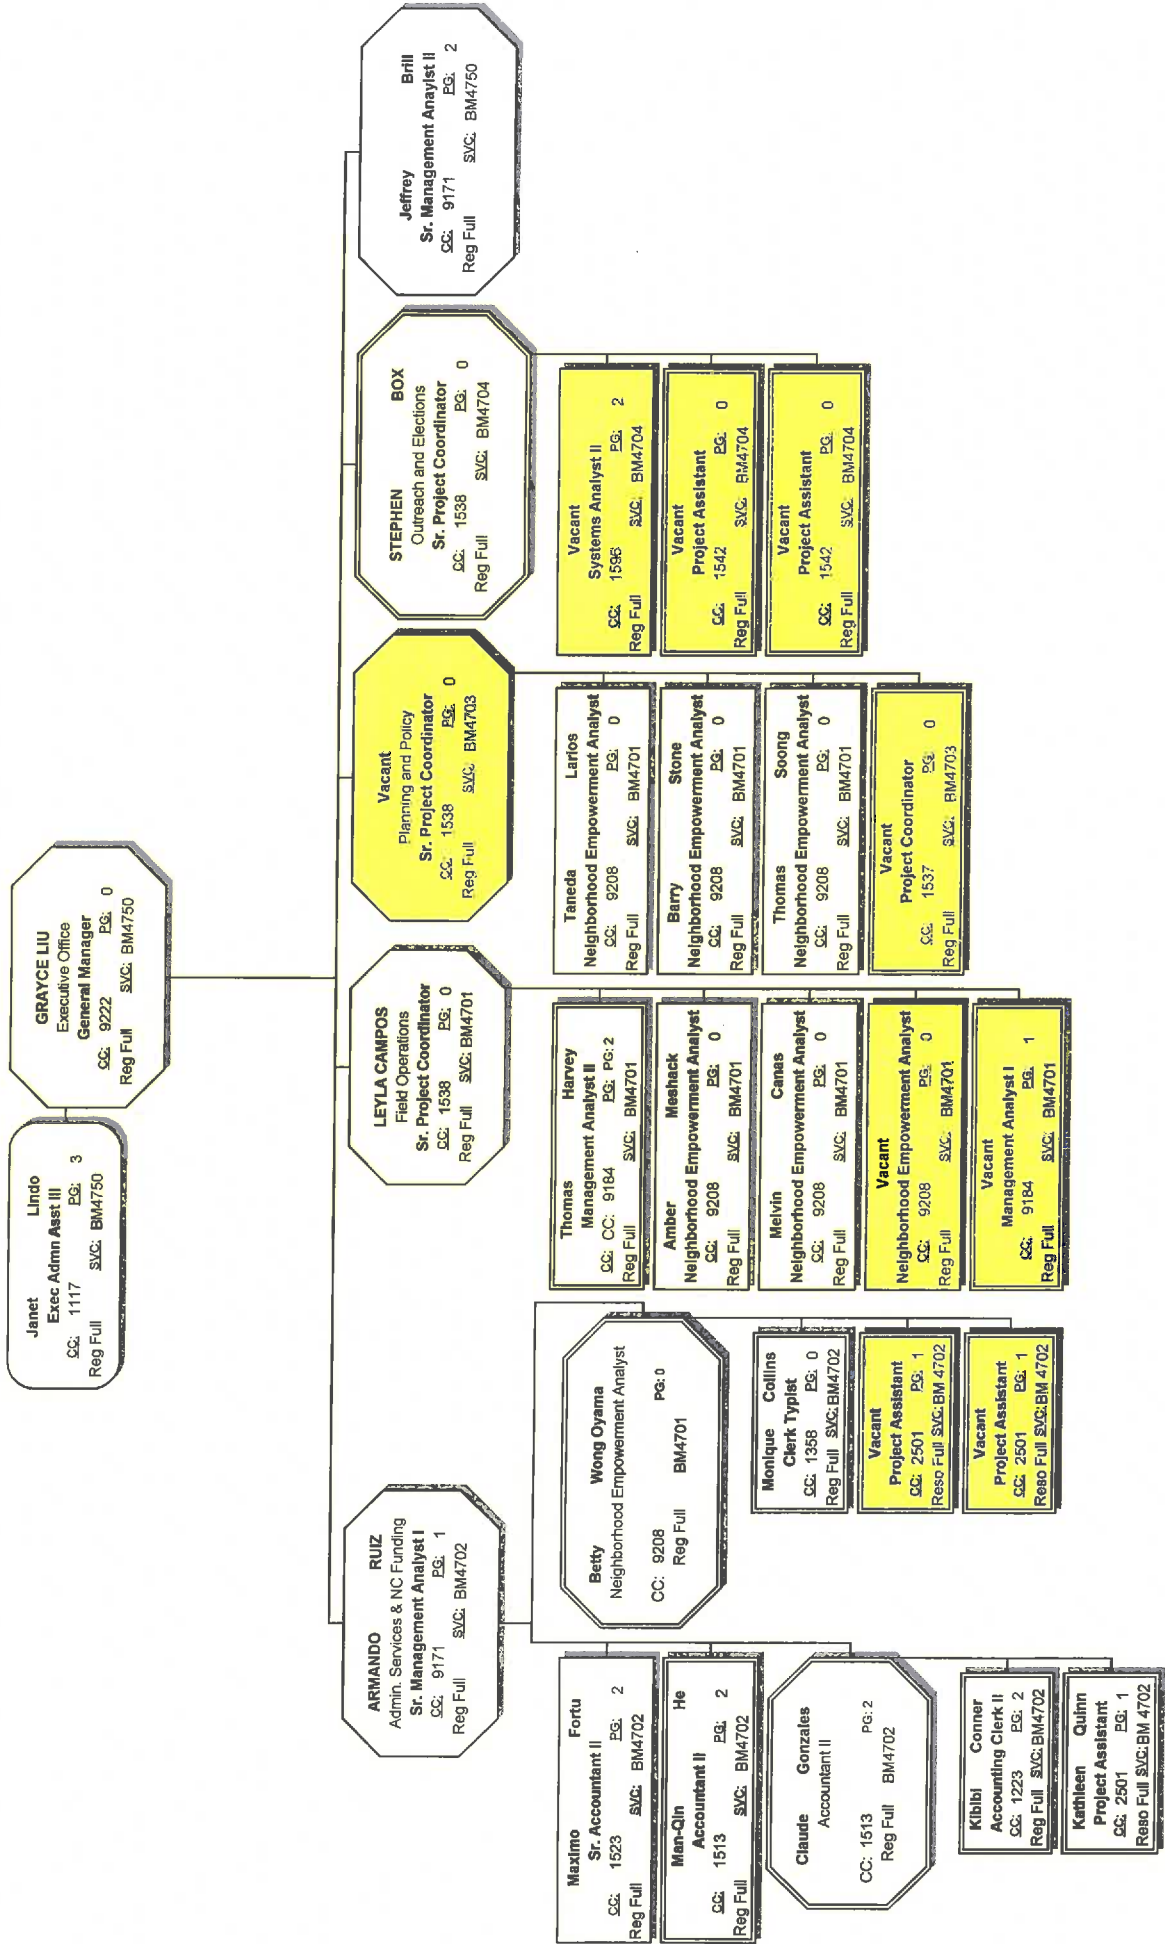 Janet Lindo
Exec Admn Asst III
CC: 1117 PG: 3
Reg Full SVC: BM4750
GRAYCE LIU
Executive Office
General Manager
CC: 9222 PG: 0
Reg Full SVC: BM4750
ARMANDO RUIZ
Admin. Services & NC Funding
Sr. Management Analyst I
CC: 9171 PG: 1
Reg Full SVC: BM4702
LEYLA CAMPOS
Field Operations
Sr. Project Coordinator
CC: 1538 PG: 0
Reg Full SVC: BM4701
Vacant
Planning and Policy
Sr. Project Coordinator
CC: 1538 PG: 0
Reg Full SVC: BM4703
STEPHEN BOX
Outreach and Elections
Sr. Project Coordinator
CC: 1538 PG: 0
Reg Full SVC: BM4704
Jeffrey Brill
Sr. Management Anaylst II
CC: 9171 PG: 2
Reg Full SVC: BM4750
Maximo Fortu
Sr. Accountant II
CC: 1523 PG: 2
Reg Full SVC: BM4702
Man-Qin He
Accountant II
CC: 1513 PG: 2
Reg Full SVC: BM4702
Claude Gonzales
Accountant II
CC: 1513 PG: 2
Reg Full BM4702
Kibibi Conner
Accounting Clerk II
CC: 1223 PG: 2
Reg Full SVC: BM4702
Kathleen Quinn
Project Assistant
CC: 2501 PG: 1
Reso Full SVC: BM 4702
Betty Wong Oyama
Neighborhood Empowerment Analyst
CC: 9208 PG: 0
Reg Full BM4701
Monique Collins
Clerk Typist
CC: 1358 PG: 0
Reg Full SVC: BM4702
Vacant
Project Assistant
CC: 2501 PG: 1
Reso Full SVC: BM 4702
Vacant
Project Assistant
CC: 2501 PG: 1
Reso Full SVC: BM 4702
Thomas Harvey
Management Analyst II
CC: CC: 9184 PG: PG: 2
Reg Full SVC: BM4701
Amber Meshack
Neighborhood Empowerment Analyst
CC: 9208 PG: 0
Reg Full SVC: BM4701
Melvin Canas
Neighborhood Empowerment Analyst
CC: 9208 PG: 0
Reg Full SVC: BM4701
Vacant
Neighborhood Empowerment Analyst
CC: 9208 PG: 0
Reg Full SVC: BM4701
Vacant
Management Analyst I
CC: 9184 PG: 1
Reg Full SVC: BM4701
Taneda Larios
Neighborhood Empowerment Analyst
CC: 9208 PG: 0
Reg Full SVC: BM4701
Barry Stone
Neighborhood Empowerment Analyst
CC: 9208 PG: 0
Reg Full SVC: BM4701
Thomas Soong
Neighborhood Empowerment Analyst
CC: 9208 PG: 0
Reg Full SVC: BM4701
Vacant
Project Coordinator
CC: 1537 PG: 0
Reg Full SVC: BM4703
Vacant
Systems Analyst II
CC: 1596 PG: 2
Reg Full SVC: BM4704
Vacant
Project Assistant
CC: 1542 PG: 0
Reg Full SVC: BM4704
Vacant
Project Assistant
CC: 1542 PG: 0
Reg Full SVC: BM4704